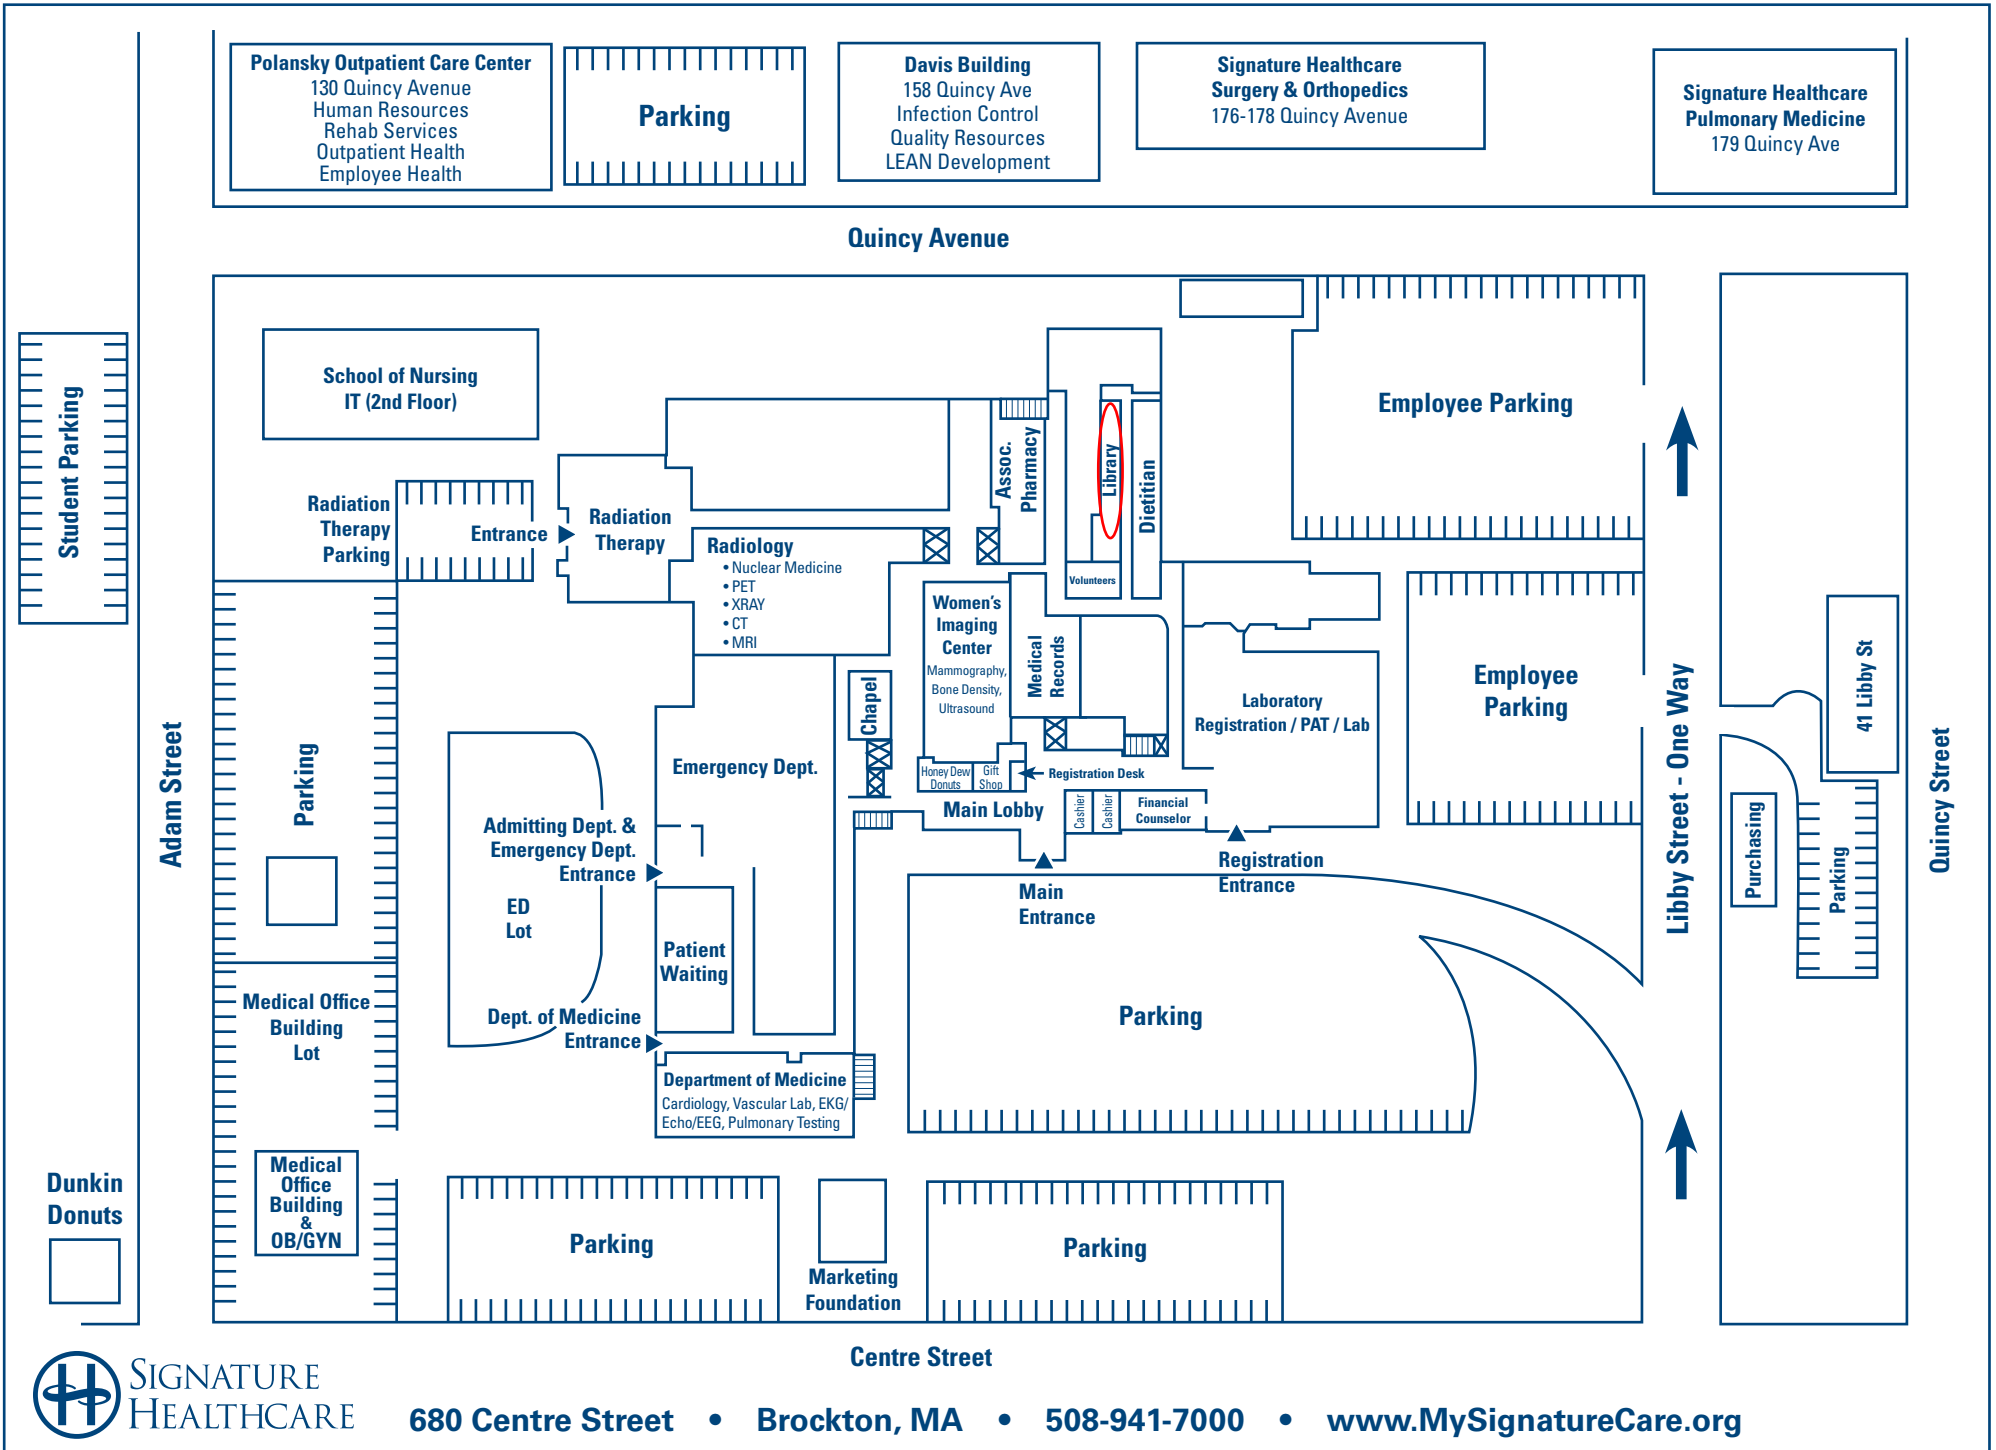 Polansky Outpatient Care Center
130 Quincy Avenue
Human Resources
Rehab Services
Outpatient Health
Employee Health
Parking
Davis Building
158 Quincy Ave
Infection Control
Quality Resources
LEAN Development
Signature Healthcare
Surgery & Orthopedics
176-178 Quincy Avenue
Signature Healthcare
Pulmonary Medicine
179 Quincy Ave
Quincy Avenue
Student Parking
School of Nursing
IT (2nd Floor)
Radiation
Therapy
Parking
Entrance
Radiation
Therapy
Radiology
• Nuclear Medicine
• PET
• XRAY
• CT
• MRI
Assoc.
Pharmacy
Library
Dietitian
Volunteers
Employee Parking
Women's
Imaging
Center
Mammography,
Bone Density,
Ultrasound
Medical
Records
Chapel
Laboratory
Registration / PAT / Lab
Employee
Parking
Libby Street - One Way
41 Libby St
Quincy Street
Adam Street
Parking
Emergency Dept.
Honey Dew
Donuts
Gift
Shop
Registration Desk
Main Lobby
Cashier
Cashier
Financial
Counselor
Admitting Dept. &
Emergency Dept.
Entrance
ED
Lot
Patient
Waiting
Main
Entrance
Registration
Entrance
Purchasing
Parking
Medical Office
Building
Lot
Dept. of Medicine
Entrance
Parking
Department of Medicine
Cardiology, Vascular Lab, EKG/
Echo/EEG, Pulmonary Testing
Dunkin
Donuts
Medical
Office
Building
&
OB/GYN
Parking
Marketing
Foundation
Parking
Centre Street
SIGNATURE
HEALTHCARE
680 Centre Street • Brockton, MA • 508-941-7000 • www.MySignatureCare.org